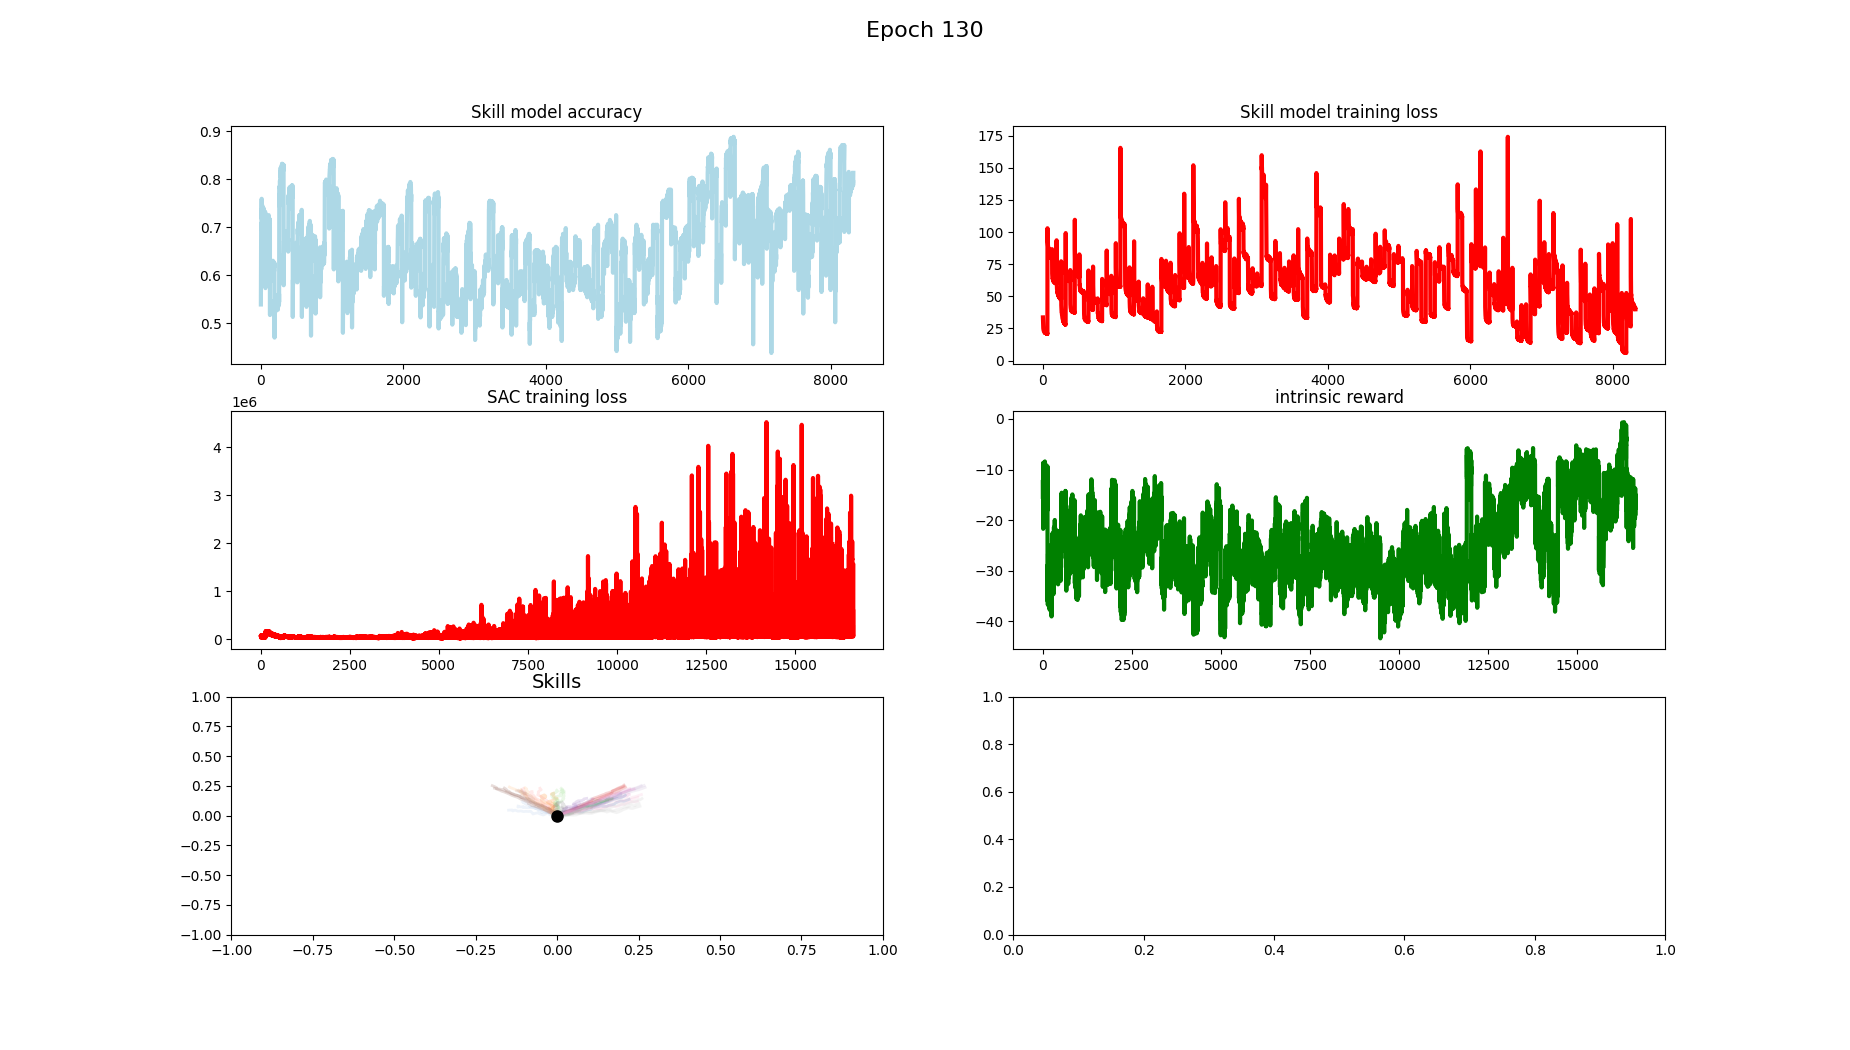 Epoch 130
Skill model accuracy
0.9
0.8
0.7
0.6
0.5
0 2000 4000 6000 8000
Skill model training loss
175
150
125
100
75
50
25
0
0 2000 4000 6000 8000
SAC training loss
1e6
4
3
2
1
0
0 2500 5000 7500 10000 12500 15000
intrinsic reward
0
−10
−20
−30
−40
0 2500 5000 7500 10000 12500 15000
Skills
1.00
0.75
0.50
0.25
0.00
−0.25
−0.50
−0.75
−1.00
−1.00 −0.75 −0.50 −0.25 0.00 0.25 0.50 0.75 1.00
1.0
0.8
0.6
0.4
0.2
0.0
0.0 0.2 0.4 0.6 0.8 1.0